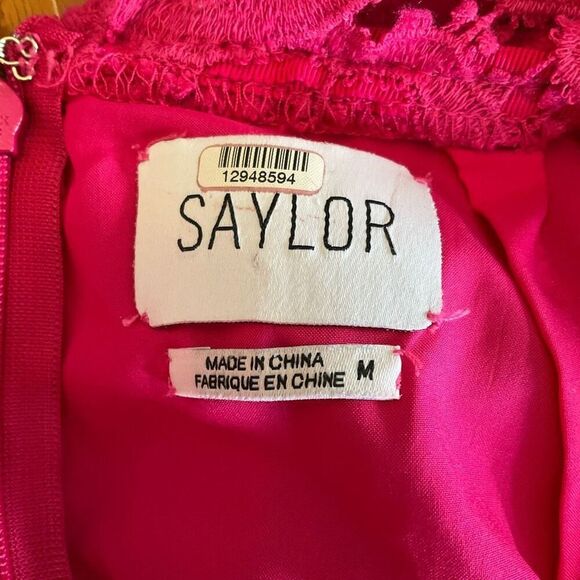 12948594
SAYLOR
MADE IN CHINA
FABRIQUE EN CHINE M